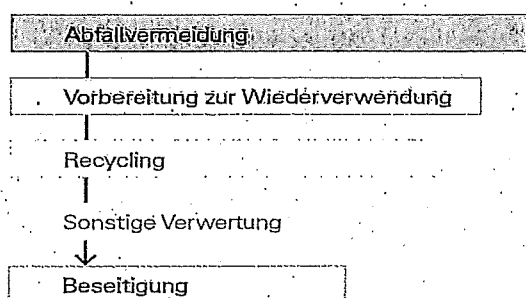 Abfallvermeidung
Vorbereitung zur Wiederverwendung
Recycling
Sonstige Verwertung
Beseitigung